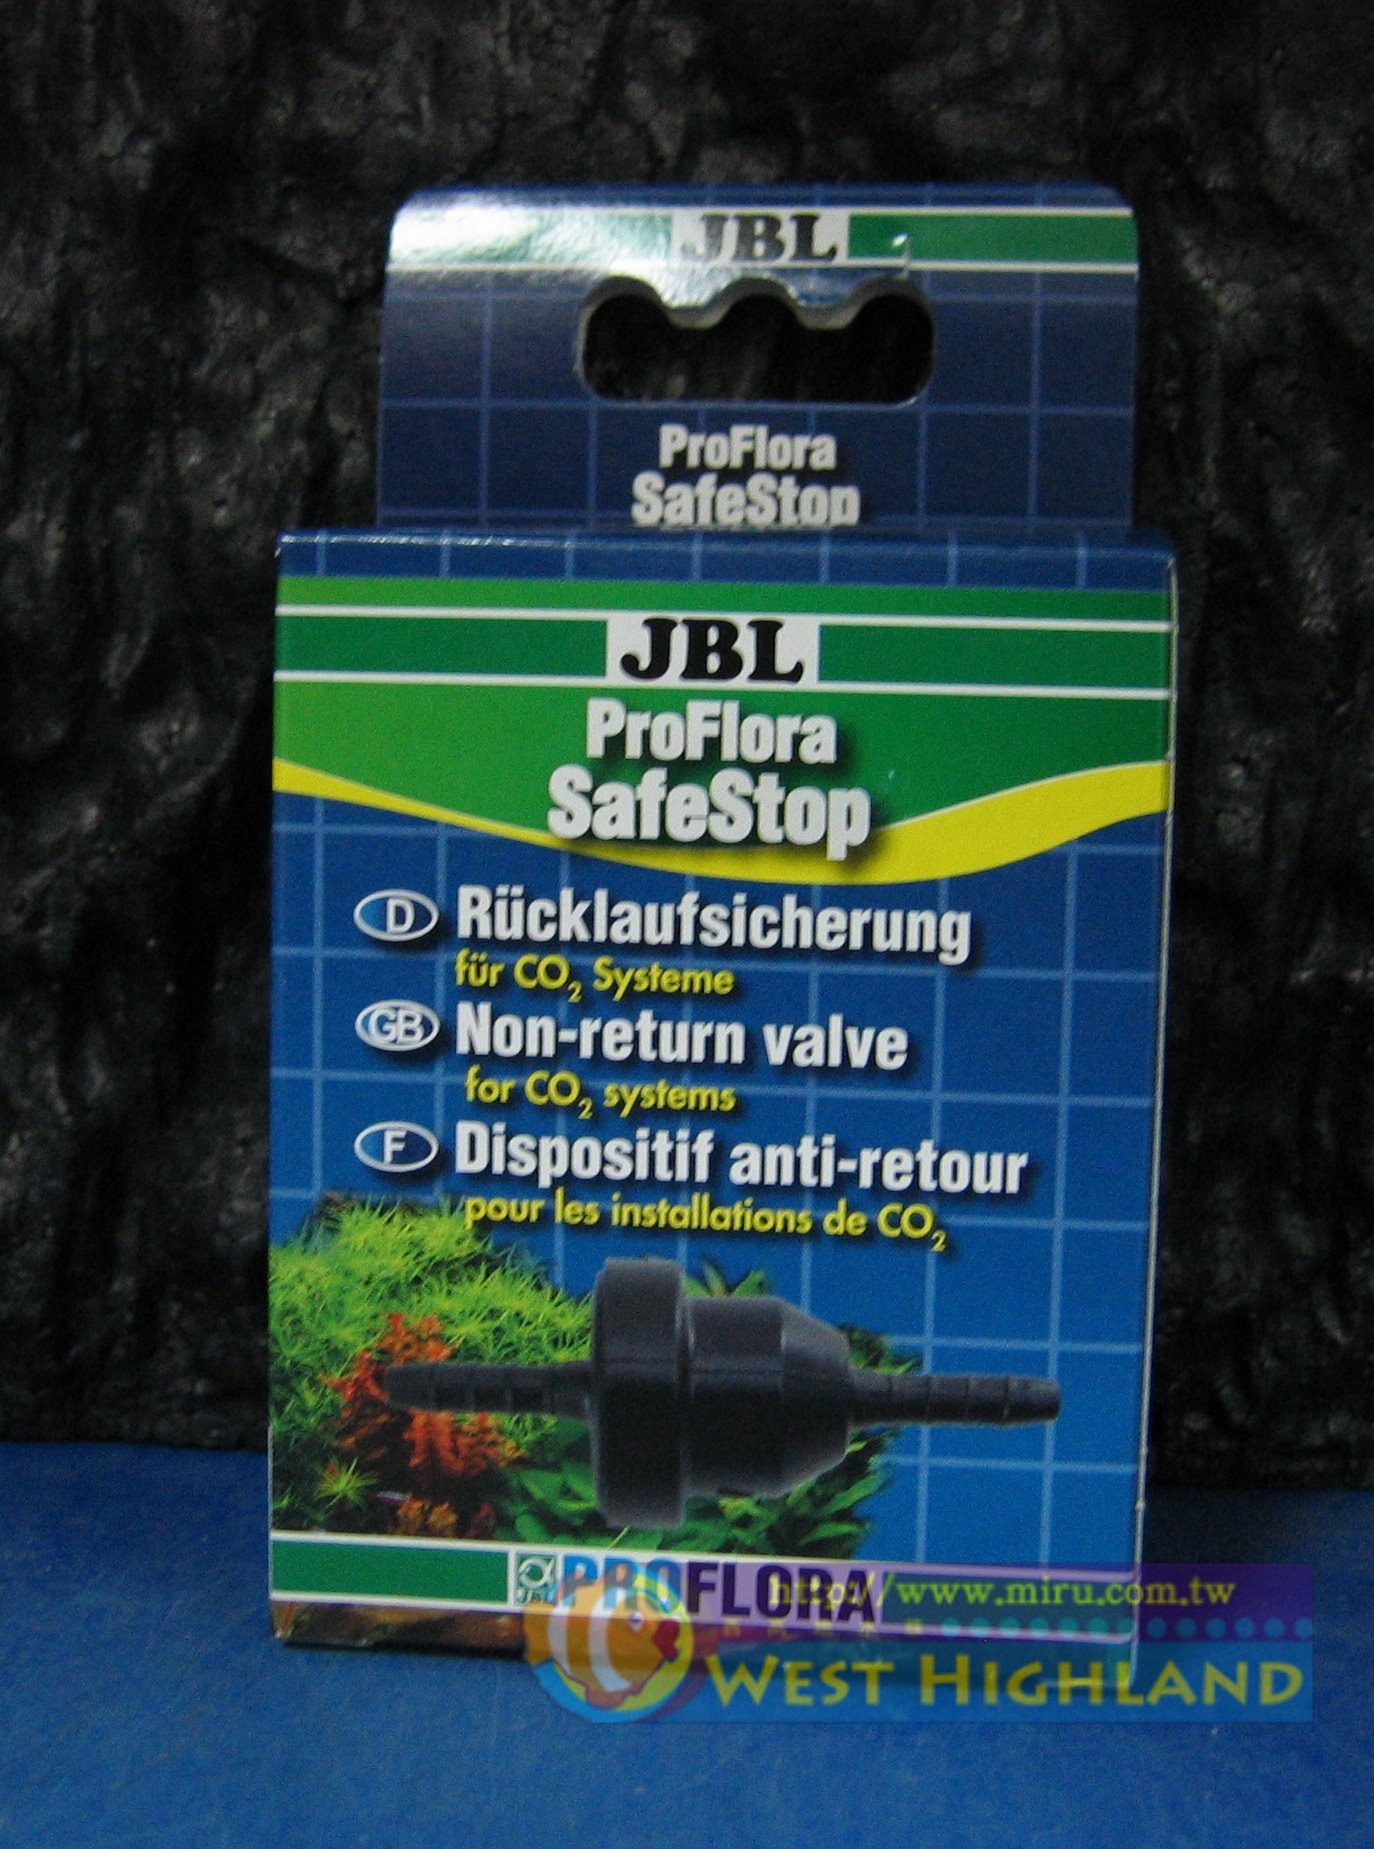 JBL
ProFlora
SafeStop
JBL
ProFlora
SafeStop
D Rücklaufsicherung
für CO₂ Systeme
GB Non-return valve
for CO₂ systems
F Dispositif anti-retour
pour les installations de CO₂
JBL PROFLORA
http://www.miru.com.tw
WEST HIGHLAND